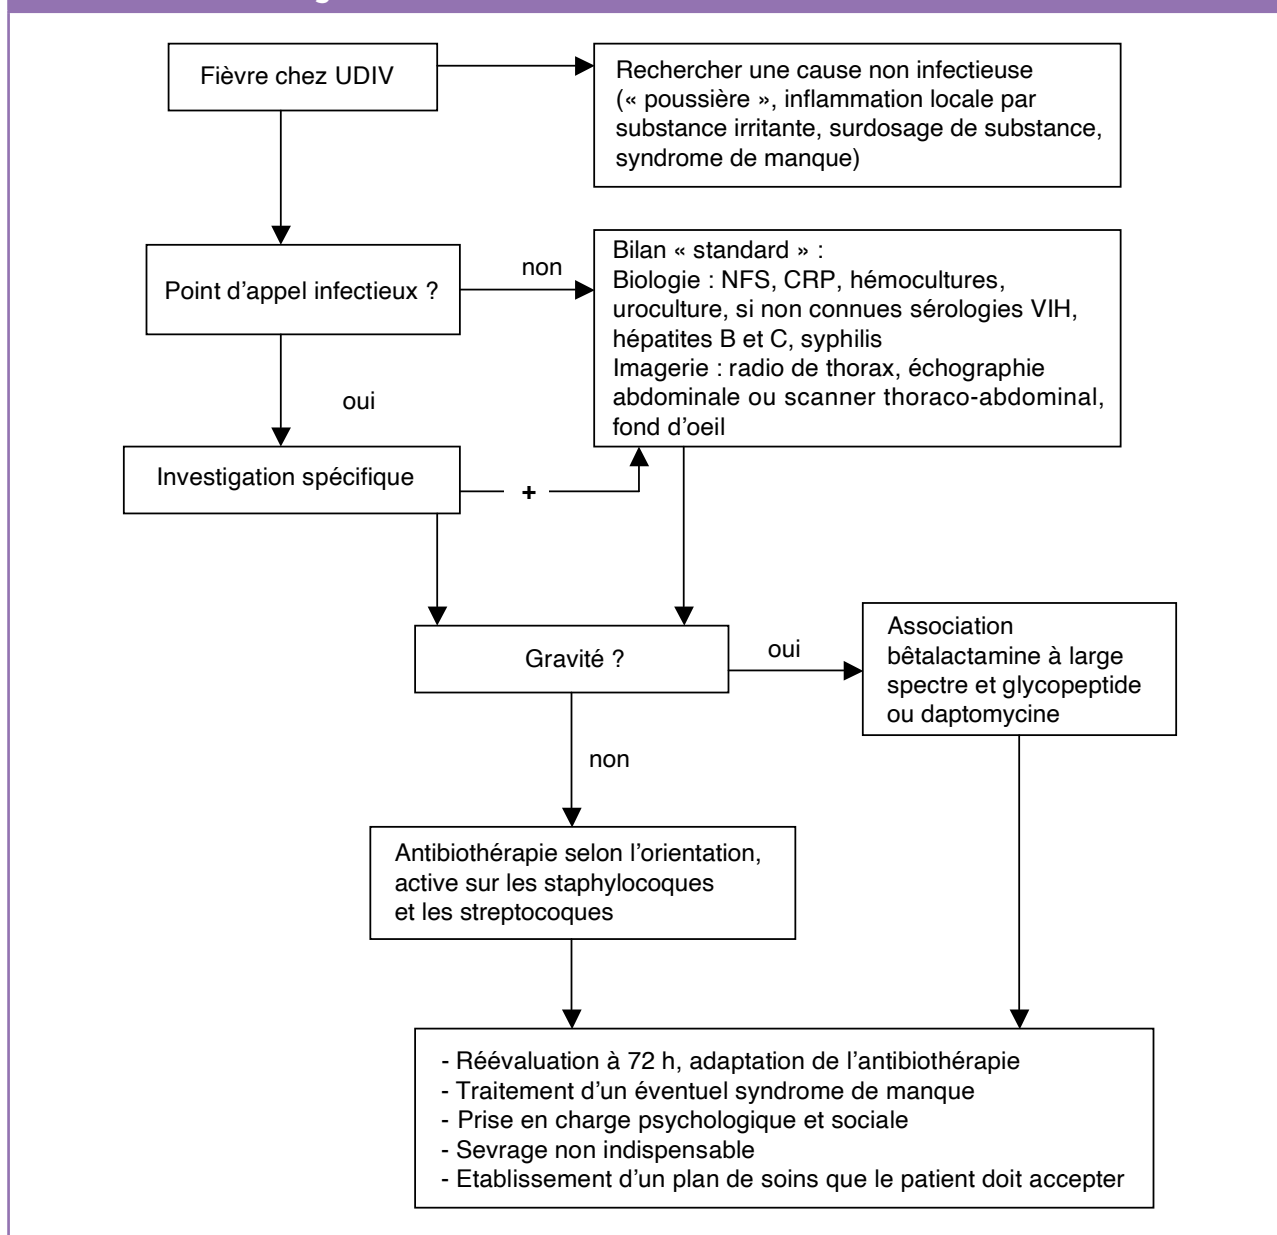 Fièvre chez UDIV
Rechercher une cause non infectieuse
(« poussière », inflammation locale par
substance irritante, surdosage de substance,
syndrome de manque)
Point d’appel infectieux ?
non
Bilan « standard » :
Biologie : NFS, CRP, hémocultures,
uroculture, si non connues sérologies VIH,
hépatites B et C, syphilis
Imagerie : radio de thorax, échographie
abdominale ou scanner thoraco-abdominal,
fond d’oeil
oui
Investigation spécifique
+
Gravité ?
oui
Association
bêtalactamine à large
spectre et glycopeptide
ou daptomycine
non
Antibiothérapie selon l’orientation,
active sur les staphylocoques
et les streptocoques
- Réévaluation à 72 h, adaptation de l’antibiothérapie
- Traitement d’un éventuel syndrome de manque
- Prise en charge psychologique et sociale
- Sevrage non indispensable
- Etablissement d’un plan de soins que le patient doit accepter